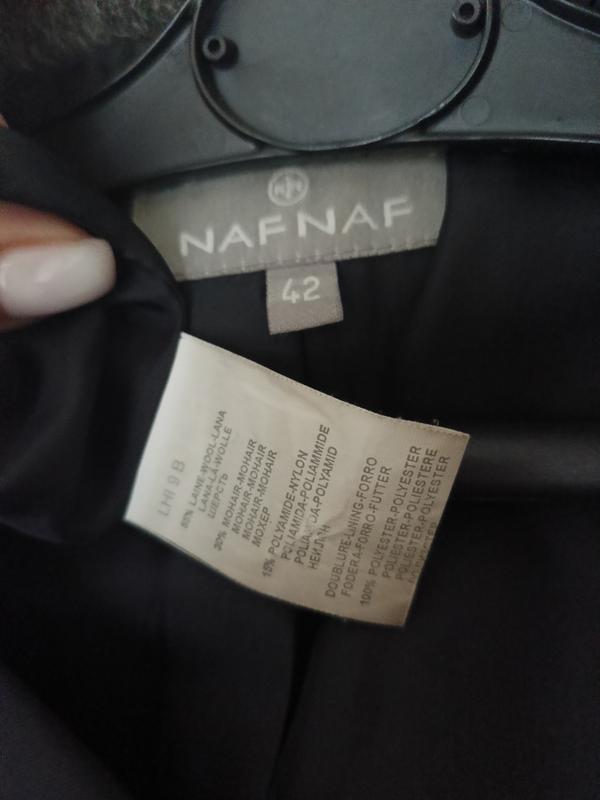 NAFNAF
42
LHI 9 B
55% LAINE-WOOL-LANA
LANA-LA-WOLLE
ШЕРСТЬ
30% MOHAIR-MOHAIR
MOHAIR-MOHAIR
MOHAIR-MOHAIR
МОХЕР
15% POLYAMIDE-NYLON
POLIAMIDA-POLIAMMIDE
POLIAMIDA-POLYAMID
НЕЙЛОН
DOUBLURE-LINING-FORRO
FODERA-FORRO-FUTTER
100% POLYESTER-POLYESTER
POLIESTER-POLIESTERE
POLIESTER-POLYESTER